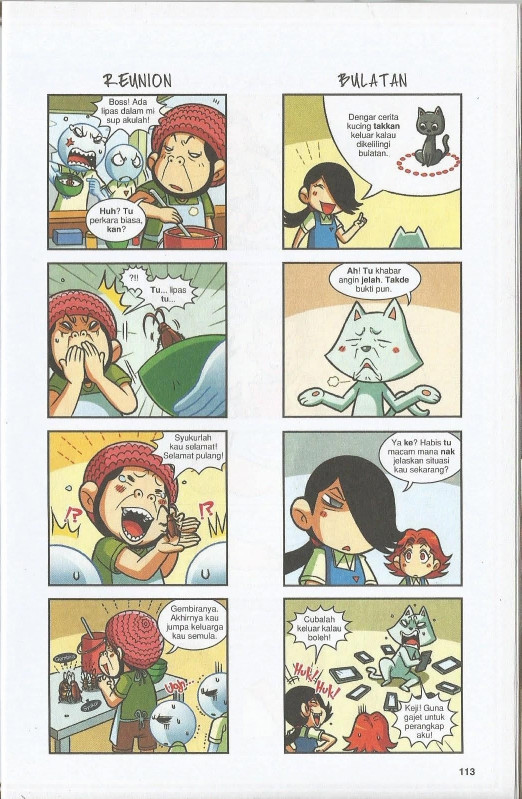 REUNION
Boss! Ada
lipas dalam mi
sup akulah!
Huh? Tu
perkara biasa,
kan?
?!!
Tu... lipas
tu...
Syukurlah
kau selamat!
Selamat pulang!
!?
!?
Gembiranya.
Akhirnya kau
jumpa keluarga
kau semula.
BULATAN
Dengar cerita
kucing takkan
keluar kalau
dikelilingi
bulatan.
Ah! Tu khabar
angin jelah. Takde
bukti pun.
Ya ke? Habis tu
macam mana nak
jelaskan situasi
kau sekarang?
Cubalah
keluar kalau
boleh!
Huk!! Huk!
Keji! Guna
gajet untuk
perangkap
aku!
113